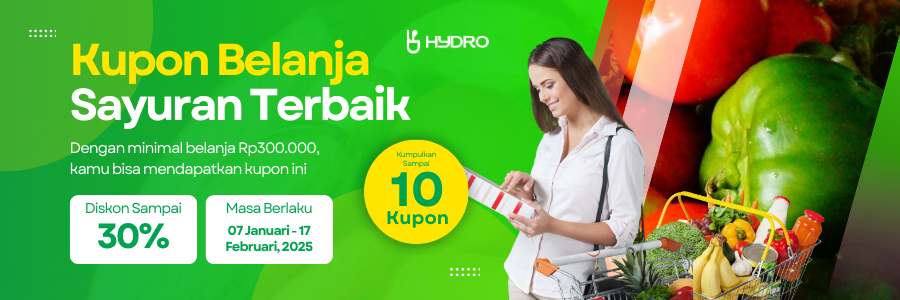 Kupon Belanja
Sayuran Terbaik
HYDRO
Dengan minimal belanja Rp300.000,
kamu bisa mendapatkan kupon ini
Diskon Sampai
30%
Masa Berlaku
07 Januari - 17
Februari, 2025
Kumpulkan
Sampai
10
Kupon